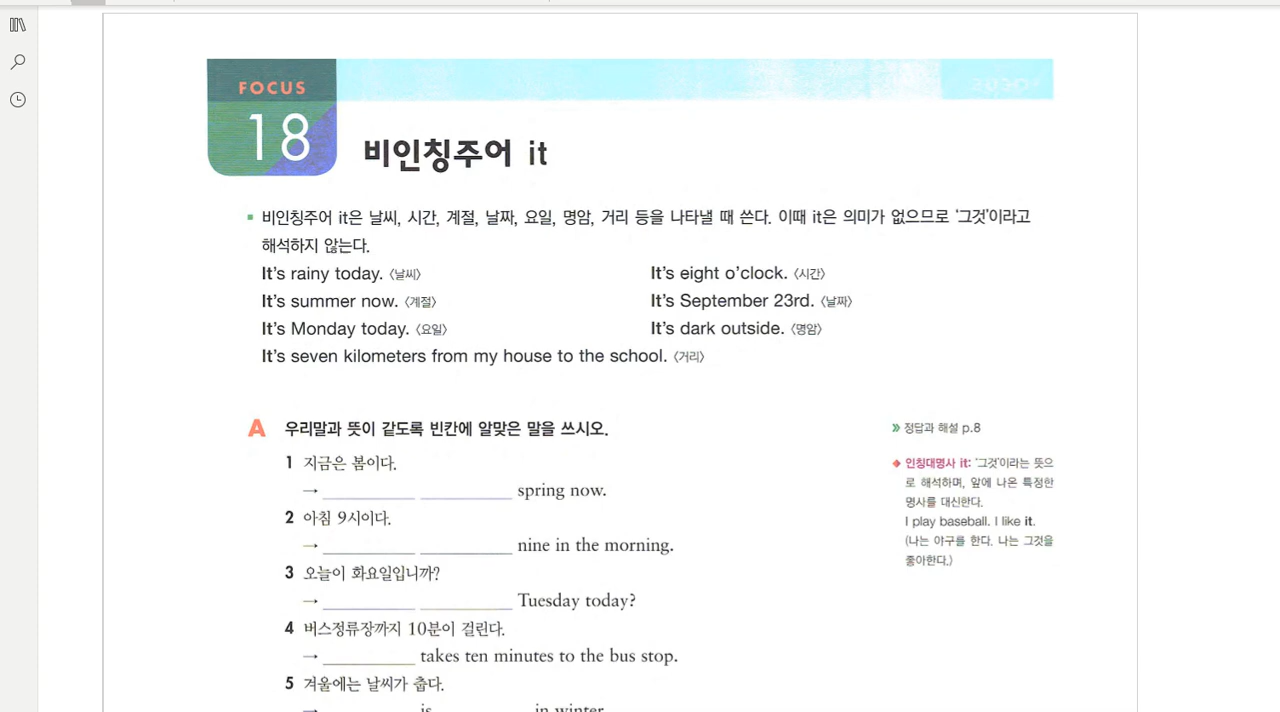 FOCUS
18
비인칭주어 it
비인칭주어 it은 날씨, 시간, 계절, 날짜, 요일, 명암, 거리 등을 나타낼 때 쓴다. 이때 it은 의미가 없으므로 '그것'이라고
해석하지 않는다.
It's rainy today. 〈날씨〉
It's eight o'clock. 〈시간〉
It's summer now. 〈계절〉
It's September 23rd. 〈날짜〉
It's Monday today. 〈요일〉
It's dark outside. 〈명암〉
It's seven kilometers from my house to the school. 〈거리〉
A 우리말과 뜻이 같도록 빈칸에 알맞은 말을 쓰시오.
1 지금은 봄이다.
→ ________ ________ spring now.
2 아침 9시이다.
→ ________ ________ nine in the morning.
3 오늘이 화요일입니까?
→ ________ ________ Tuesday today?
4 버스정류장까지 10분이 걸린다.
→ ________ takes ten minutes to the bus stop.
5 겨울에는 날씨가 춥다.
→ ________ is ________ in winter.
» 정답과 해설 p.8
◆ 인칭대명사 it: '그것'이라는 뜻으
로 해석하며, 앞에 나온 특정한
명사를 대신한다.
I play baseball. I like it.
(나는 야구를 한다. 나는 그것을
좋아한다.)